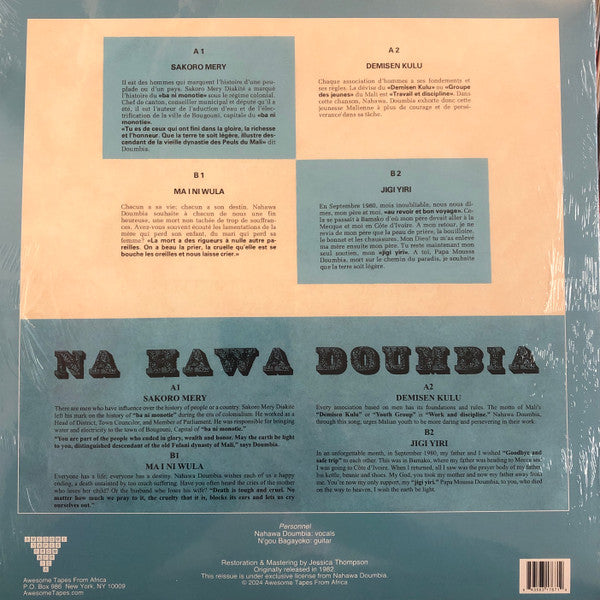 A 1
SAKORO MERY
Il est des hommes qui marquent l'histoire d'une peu-
plade ou d'un pays. Sakoro Mery Diakité a marqué
l'histoire du «ba ni monotie» sous le régime colonial.
Chef de canton, conseiller municipal et député qu'il a
été, il est l'auteur de l'aduction d'eau et de l'élec-
trification de la ville de Bougouni, capitale du «ba ni
monotie».
«Tu es de ceux qui ont fini dans la gloire, la richesse
et l'honneur. Que la terre te soit légère, illustre des-
cendant de la vieille dynastie des Peuls du Mali» dit
Doumbia.
A 2
DEMISEN KULU
Chaque association d'hommes a ses fondements et
ses règles. La dévise du «Demisen Kulu» ou «Groupe
des jeunes» du Mali est «Travail et discipline». Dans
cette chanson, Nahawa, Doumbia exhorte donc cette
jeunesse Malienne à plus de courage et de persé-
verance dans sa tâche.
B 1
MA I NI WULA
Chacun a sa vie; chacun a son destin. Nahawa
Doumbia souhaite à chacun de nous une fin
heureuse, une mort non tachée de trop de souffran-
ces. Avez-vous souvent écouté les lamentations de la
mère qui perd son enfant, du mari qui perd sa
femme? «La mort a des rigueurs à nulle autre pa-
reilles. On a beau la prier, la cruelle qu'elle est se
bouche les oreilles et nous laisse crier.»
B 2
JIGI YIRI
En Septembre 1980, mois inoubliable, nous nous dî-
mes, mon père et moi, «au revoir et bon voyage». Ce-
la se passait à Bamako d'où mon père devait aller à la
Mecque et moi en Côte d'Ivoire. A mon retour, je ne
revis de mon père que la peau de prière, la bouilloire,
le bonnet et les chaussures. Mon Dieu! tu m'as enlevé
ma mère ensuite mon père. Tu reste maintenant mon
seul soutien, mon «jigi yiri». A toi, Papa Moussa
Doumbia, mort sur le chemin du paradis, je souhaite
que la terre soit légère.
NA HAWA DOUMBIA
A1
SAKORO MERY
There are men who have influence over the history of people or a country. Sakoro Mery Diakité
left his mark on the history of "ba ni monotie" during the era of colonialism. He worked as a
Head of District, Town Councilor, and Member of Parliament. He was responsible for bringing
water and electricity to the town of Bougouni, Capital of "ba ni monotie."
"You are part of the people who ended in glory, wealth and honor. May the earth be light
to you, distinguished descendant of the old Fulani dynasty of Mali." says Doumbia.
B1
MA I NI WULA
Everyone has a life; everyone has a destiny. Nahawa Doumbia wishes each of us a happy
ending, a death unstained by too much suffering. Have you often heard the cries of the mother
who loses her child? Or the husband who loses his wife? "Death is tough and cruel. No
matter how much we pray to it, the cruelty that it is, blocks its ears and lets us cry
ourselves out."
A2
DEMISEN KULU
Every association based on men has its foundations and rules. The motto of Mali's
"Demisen Kulu" or "Youth Group" is "Work and discipline." Nahawa Doumbia,
through this song, urges Malian youth to be more daring and persevering in their work.
B2
JIGI YIRI
In an unforgettable month, in September 1980, my father and I wished "Goodbye and
safe trip" to each other. This was in Bamako, where my father was heading to Mecca as
I was going to Côte d'Ivoire. When I returned, all I saw was the prayer body of my father
his kettle, beanie and shoes. My God, you took my mother and now my father away from
me. You're now my only support, my "jigi yiri." Papa Moussa Doumbia, to you, who died
on the way to heaven, I wish the earth be light.
Personnel
Nahawa Doumbia: vocals
N'gou Bagayoko: guitar
Restoration & Mastering by Jessica Thompson
Originally released in 1982.
This reissue is under exclusive license from Nahawa Doumbia.
© 2024 Awesome Tapes From Africa
Awesome Tapes From Africa
P.O. Box 986, New York, NY 10009
AwesomeTapes.com